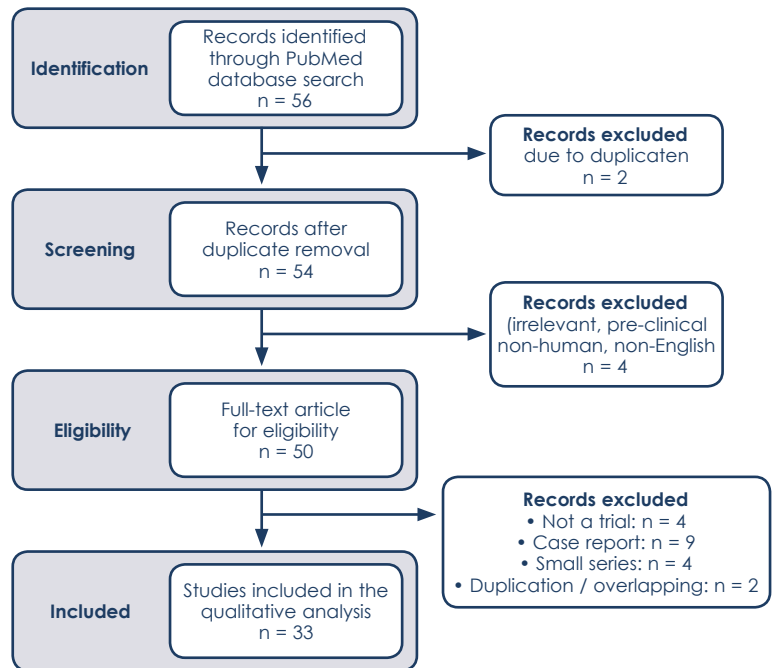 Identification
Records identified
through PubMed
database search
n = 56
Records excluded
due to duplicaten
n = 2
Screening
Records after
duplicate removal
n = 54
Records excluded
(irrelevant, pre-clinical
non-human, non-English
n = 4
Eligibility
Full-text article
for eligibility
n = 50
Records excluded
• Not a trial: n = 4
• Case report: n = 9
• Small series: n = 4
• Duplication / overlapping: n = 2
Included
Studies included in the
qualitative analysis
n = 33